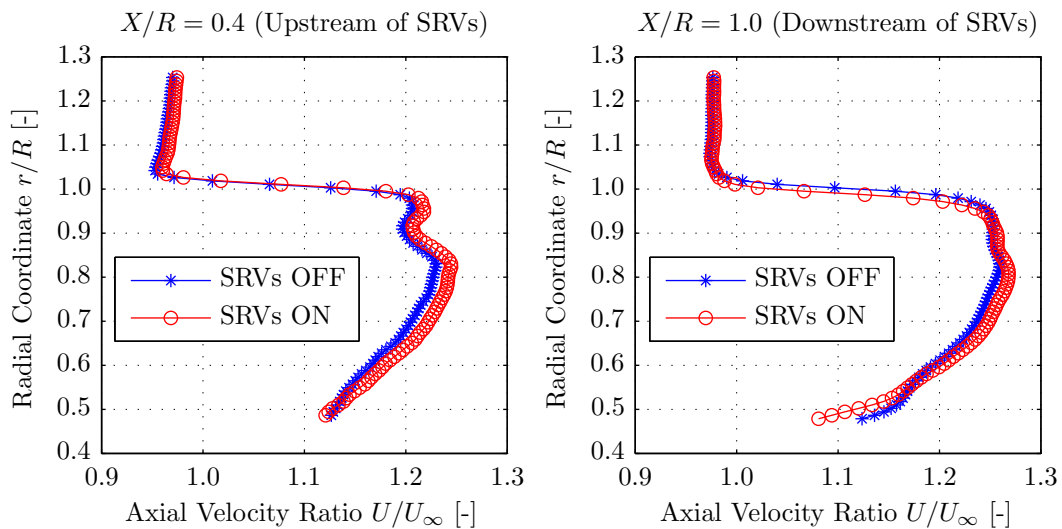 X/R = 0.4 (Upstream of SRVs)
1.3
1.2
1.1
1.0
0.9
0.8
0.7
0.6
0.5
0.4
Radial Coordinate r/R [-]
SRVs OFF
SRVs ON
0.9 1.0 1.1 1.2 1.3
Axial Velocity Ratio U/U∞ [-]
X/R = 1.0 (Downstream of SRVs)
1.3
1.2
1.1
1.0
0.9
0.8
0.7
0.6
0.5
0.4
Radial Coordinate r/R [-]
SRVs OFF
SRVs ON
0.9 1.0 1.1 1.2 1.3
Axial Velocity Ratio U/U∞ [-]